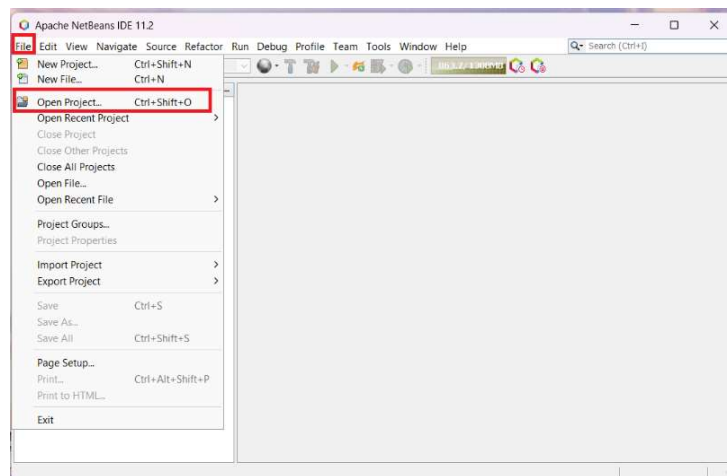 Apache NetBeans IDE 11.2
File Edit View Navigate Source Refactor Run Debug Profile Team Tools Window Help
Search (Ctrl+I)
New Project... Ctrl+Shift+N
New File... Ctrl+N
Open Project... Ctrl+Shift+O
Open Recent Project
Close Project
Close Other Projects
Close All Projects
Open File...
Open Recent File
Project Groups...
Project Properties
Import Project
Export Project
Save Ctrl+S
Save As...
Save All Ctrl+Shift+S
Page Setup...
Print... Ctrl+Alt+Shift+P
Print to HTML...
Exit